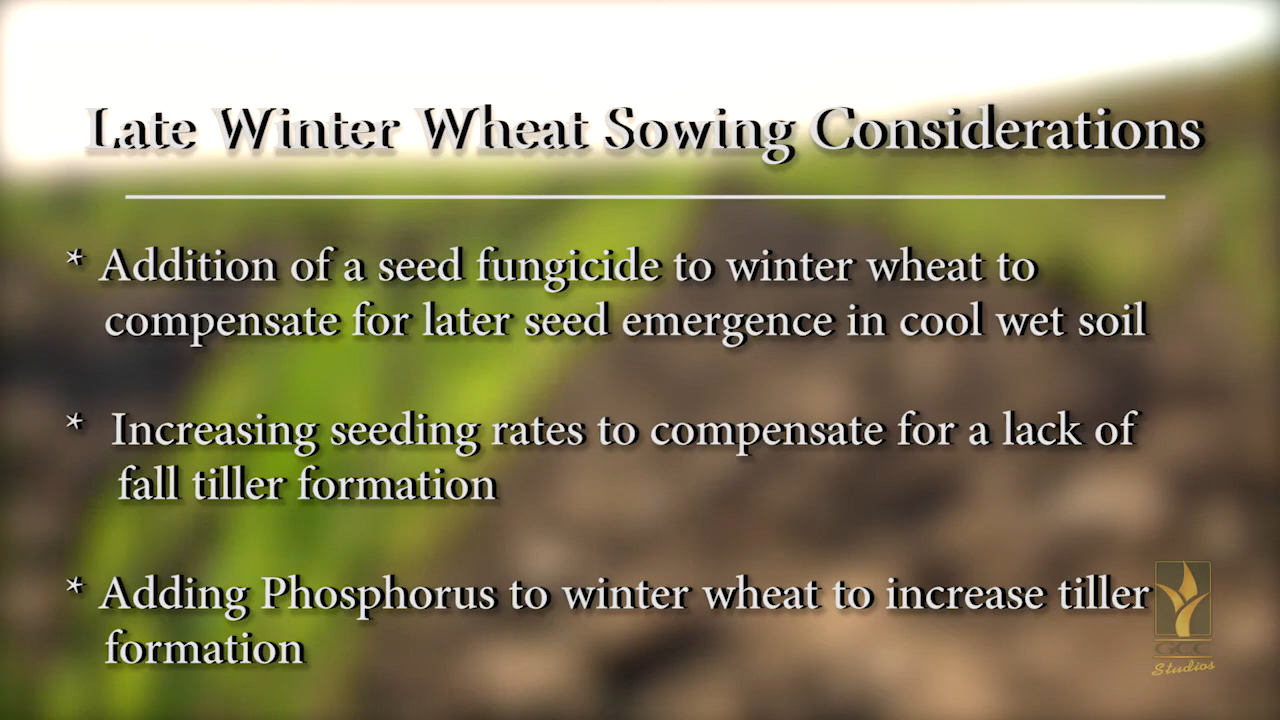 Late Winter Wheat Sowing Considerations
* Addition of a seed fungicide to winter wheat to
compensate for later seed emergence in cool wet soil
* Increasing seeding rates to compensate for a lack of
fall tiller formation
* Adding Phosphorus to winter wheat to increase tiller
formation
GCC
Studios